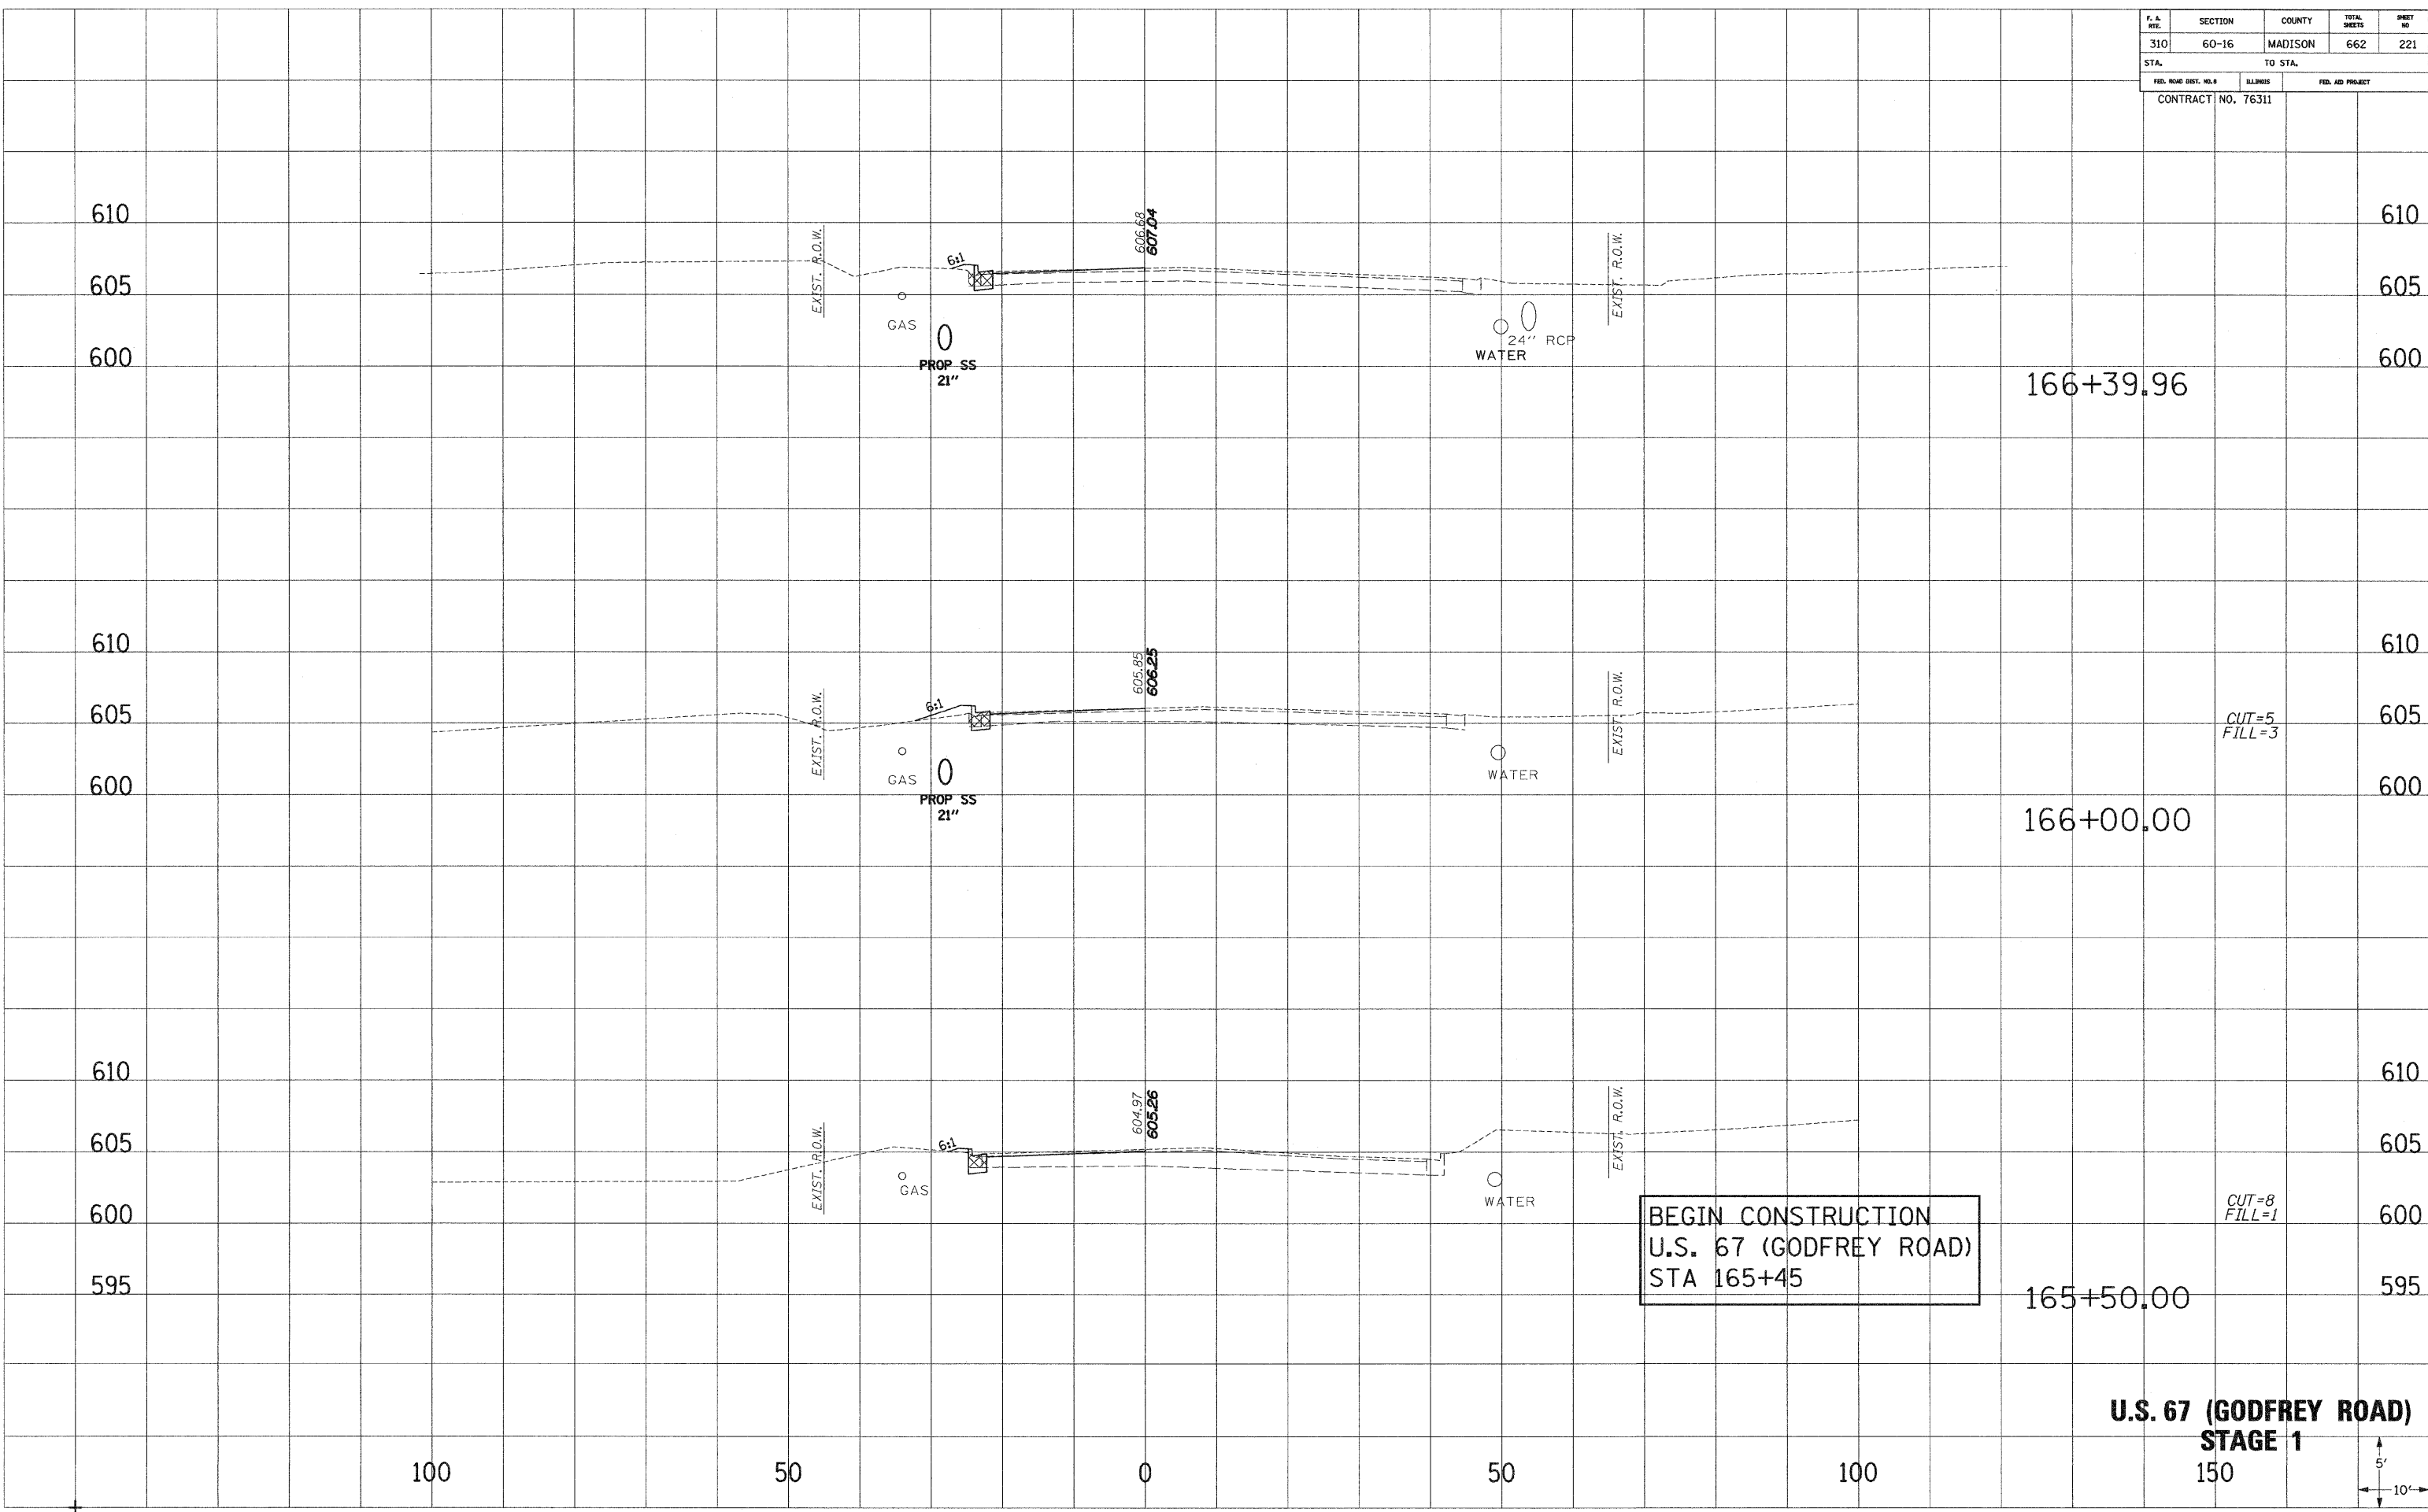 F. A. RTE. SECTION COUNTY TOTAL SHEETS SHEET NO
310 60-16 MADISON 662 221
STA. TO STA.
FED. ROAD DIST. NO. 8 ILLINOIS FED. AID PROJECT
CONTRACT NO. 76311
610 606.68 607.04 610
EXIST. R.O.W. 6:1 EXIST. R.O.W.
605 605
GAS 24" RCP
WATER
600 PROP SS 600
21"
166+39.96
610 605.85 606.25 610
EXIST. R.O.W. 6:1 EXIST. R.O.W.
605 CUT=5 605
FILL=3
GAS WATER
600 PROP SS 600
21"
166+00.00
610 604.97 605.26 610
EXIST. R.O.W. 6:1 EXIST. R.O.W.
605 605
GAS WATER
600 CUT=8 600
FILL=1
BEGIN CONSTRUCTION
U.S. 67 (GODFREY ROAD)
STA 165+45
595 165+50.00 595
U.S. 67 (GODFREY ROAD)
STAGE 1
100 50 0 50 100 150
5'
10'